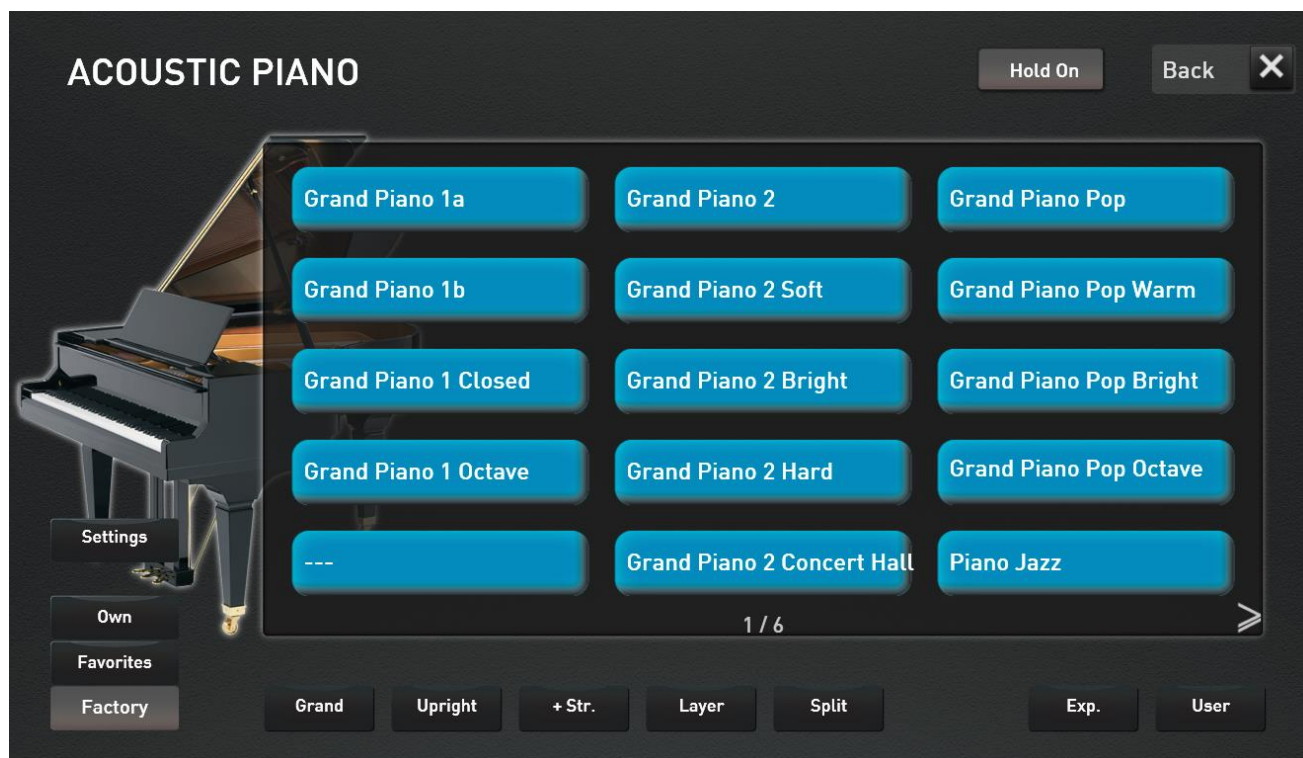 ACOUSTIC PIANO
Hold On
Back
Grand Piano 1a
Grand Piano 2
Grand Piano Pop
Grand Piano 1b
Grand Piano 2 Soft
Grand Piano Pop Warm
Grand Piano 1 Closed
Grand Piano 2 Bright
Grand Piano Pop Bright
Grand Piano 1 Octave
Grand Piano 2 Hard
Grand Piano Pop Octave
---
Grand Piano 2 Concert Hall
Piano Jazz
1 / 6
Settings
Own
Favorites
Factory
Grand
Upright
+ Str.
Layer
Split
Exp.
User